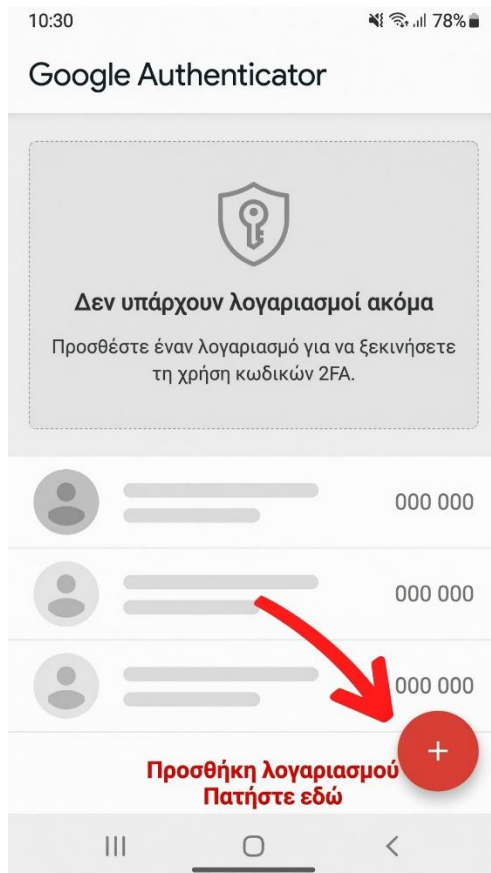 10:30 78%
Google Authenticator
Δεν υπάρχουν λογαριασμοί ακόμα
Προσθέστε έναν λογαριασμό για να ξεκινήσετε
τη χρήση κωδικών 2FA.
000 000
000 000
000 000
Προσθήκη λογαριασμού
Πατήστε εδώ